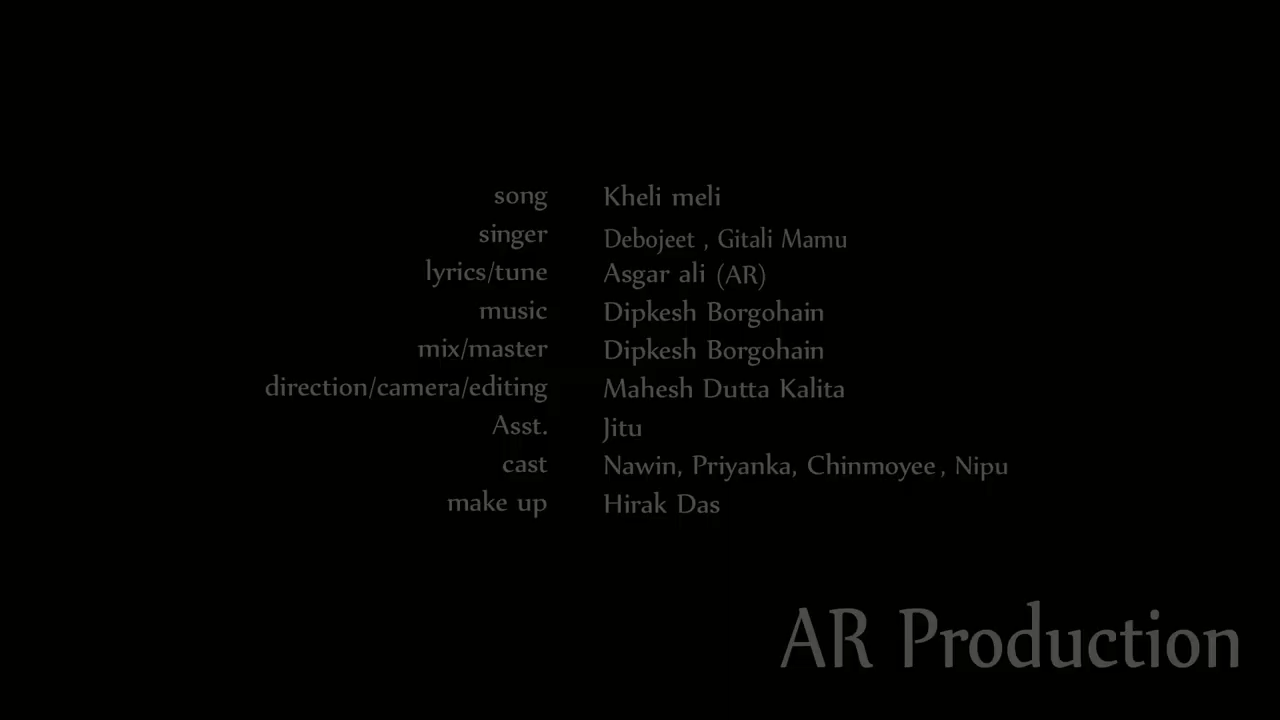 song Kheli meli
singer Debojeet , Gitali Mamu
lyrics/tune Asgar ali (AR)
music Dipkesh Borgohain
mix/master Dipkesh Borgohain
direction/camera/editing Mahesh Dutta Kalita
Asst. Jitu
cast Nawin, Priyanka, Chinmoyee , Nipu
make up Hirak Das
AR Production